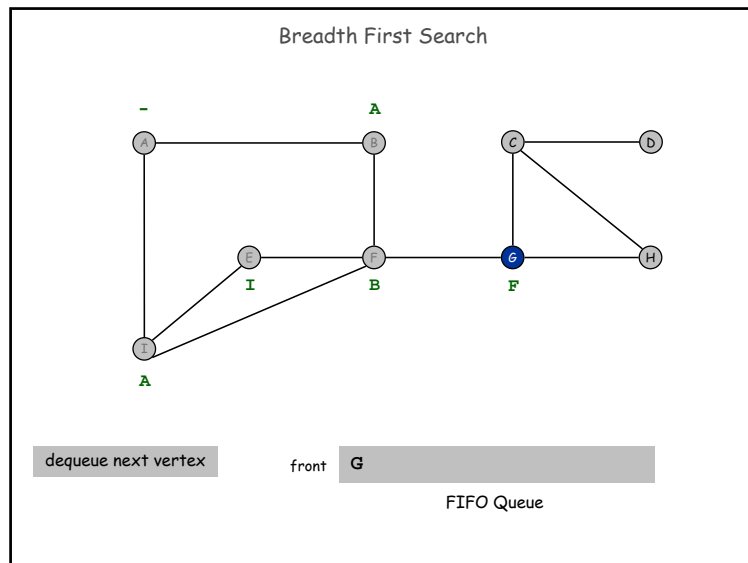 Breadth First Search
- A
A B C D
E F G H
I B F
I
A
dequeue next vertex
front G
FIFO Queue